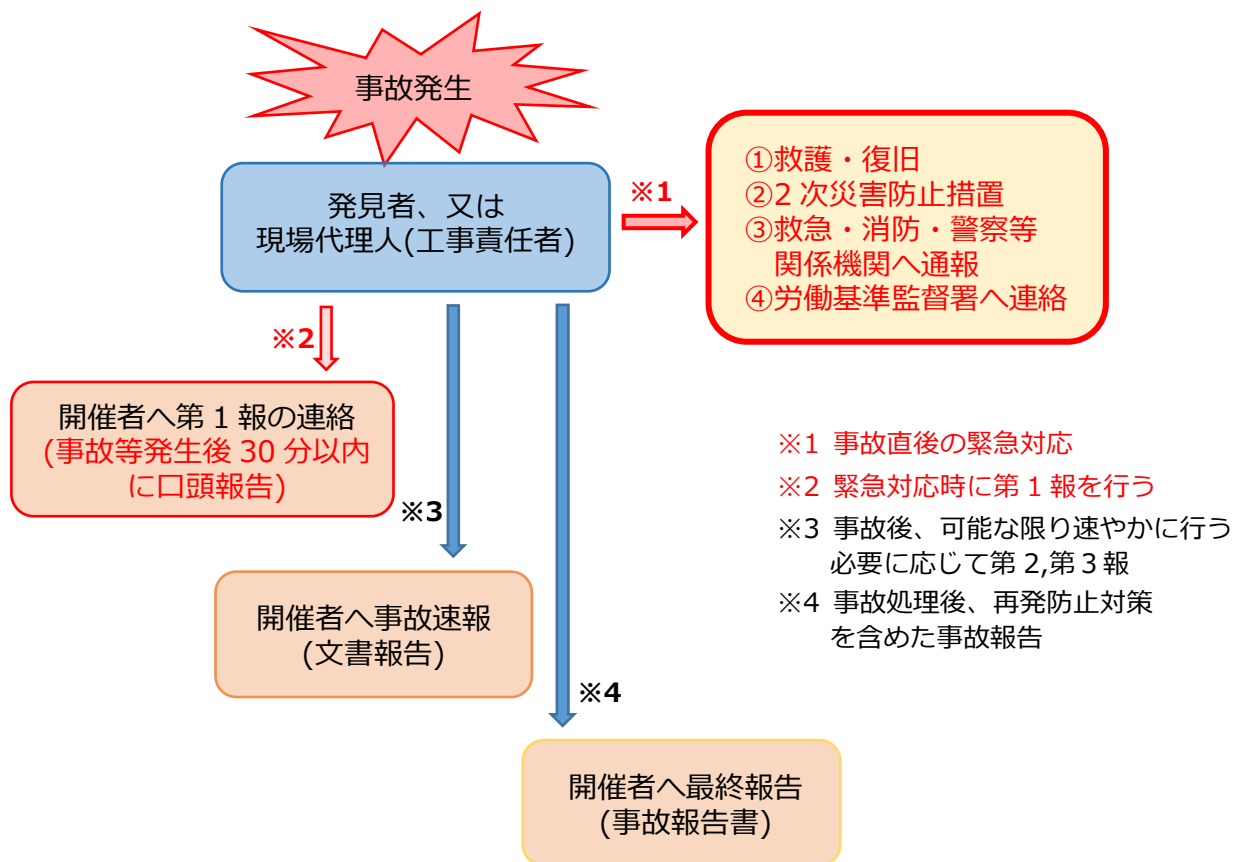 事故発生
発見者、又は
現場代理人(工事責任者)
※1
①救護・復旧
②2 次災害防止措置
③救急・消防・警察等
関係機関へ通報
④労働基準監督署へ連絡
※2
開催者へ第 1 報の連絡
(事故等発生後 30 分以内
に口頭報告)
※3
開催者へ事故速報
(文書報告)
※4
開催者へ最終報告
(事故報告書)
※1 事故直後の緊急対応
※2 緊急対応時に第 1 報を行う
※3 事故後、可能な限り速やかに行う
必要に応じて第 2,第 3 報
※4 事故処理後、再発防止対策
を含めた事故報告